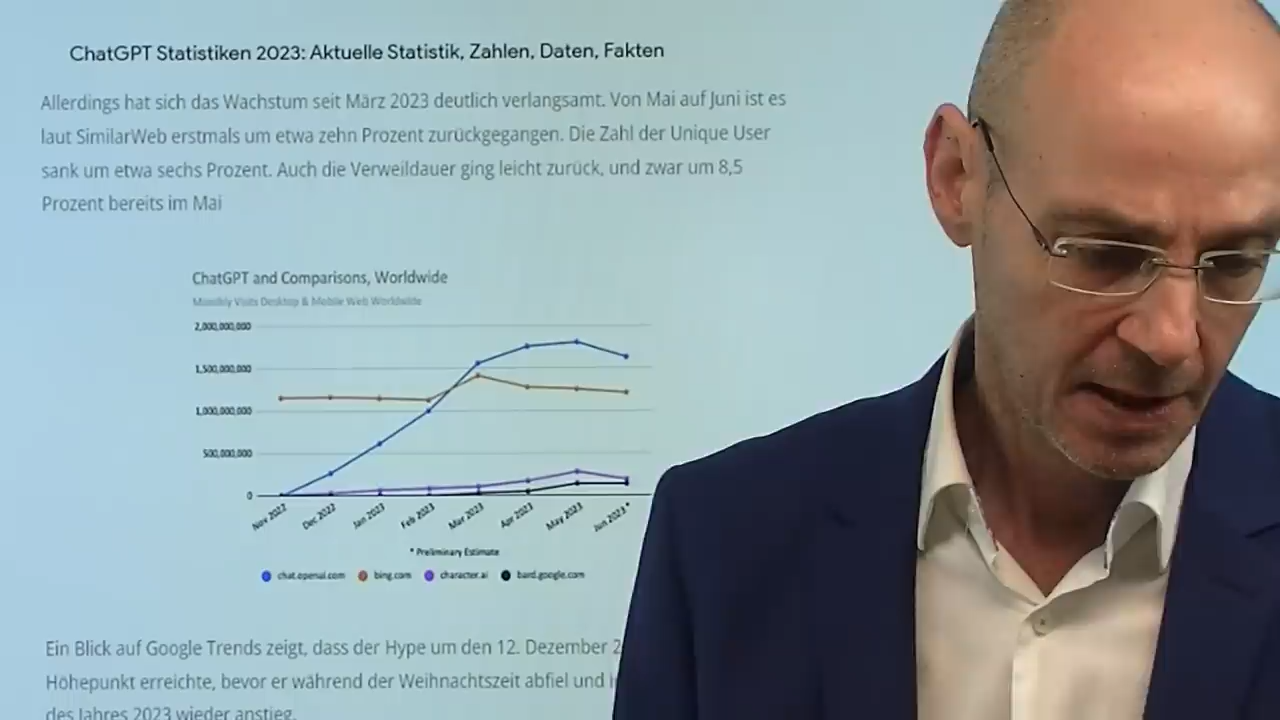 ChatGPT Statistiken 2023: Aktuelle Statistik, Zahlen, Daten, Fakten
Allerdings hat sich das Wachstum seit März 2023 deutlich verlangsamt. Von Mai auf Juni ist es
laut SimilarWeb erstmals um etwa zehn Prozent zurückgegangen. Die Zahl der Unique User
sank um etwa sechs Prozent. Auch die Verweildauer ging leicht zurück, und zwar um 8,5
Prozent bereits im Mai
ChatGPT and Comparisons, Worldwide
Monthly Visits Desktop & Mobile Web Worldwide
2,000,000,000
1,500,000,000
1,000,000,000
500,000,000
0
Nov 2022 Dec 2022 Jan 2023 Feb 2023 Mar 2023 Apr 2023 May 2023 Jun 2023 *
* Preliminary Estimate
chat.openai.com bing.com character.ai bard.google.com
Ein Blick auf Google Trends zeigt, dass der Hype um den 12. Dezember 2
Höhepunkt erreichte, bevor er während der Weihnachtszeit abfiel und
des Jahres 2023 wieder anstieg.